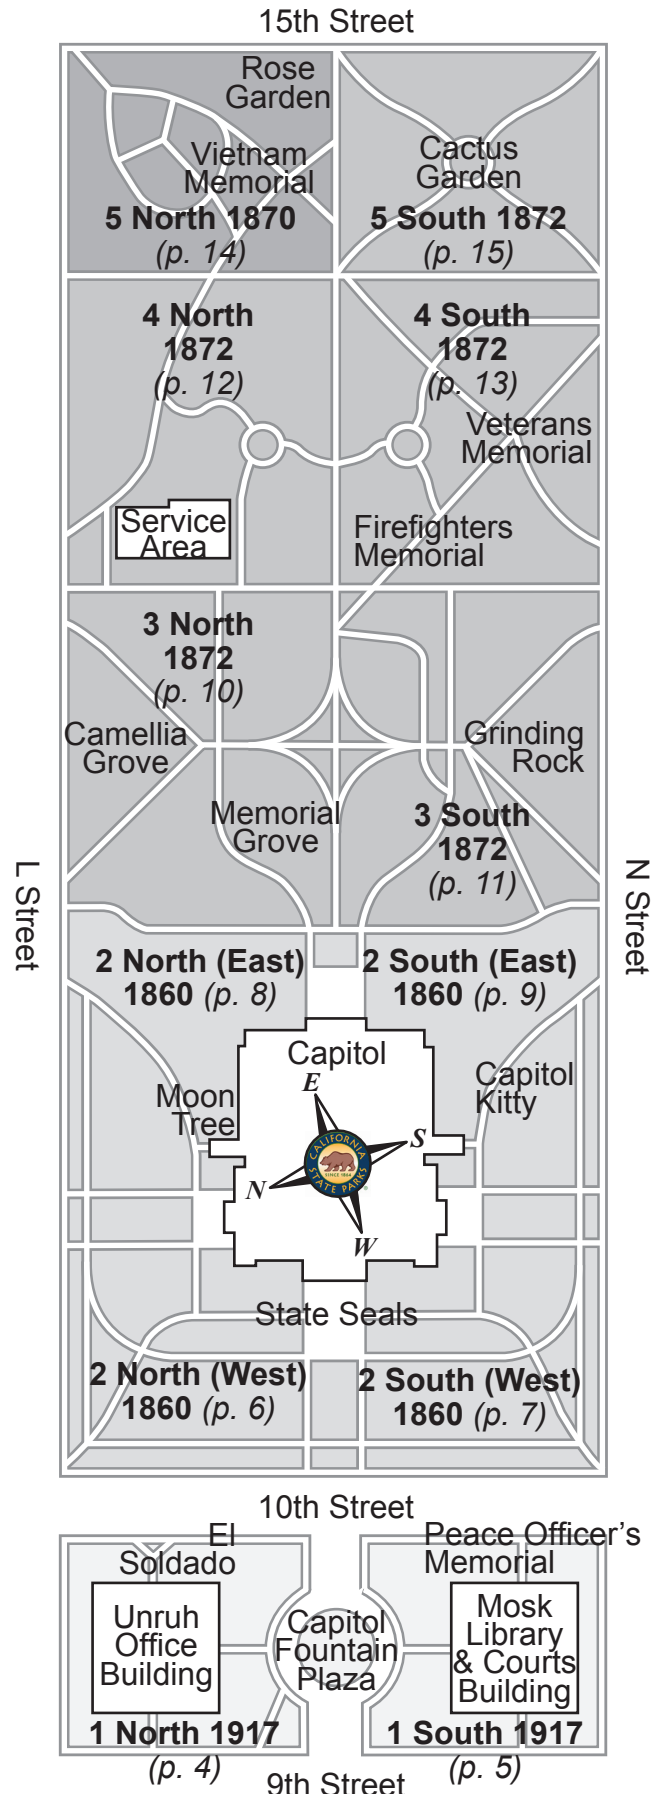 15th Street
Rose
Garden
Vietnam
Memorial
5 North 1870
(p. 14)
Cactus
Garden
5 South 1872
(p. 15)
4 North
1872
(p. 12)
4 South
1872
(p. 13)
Veterans
Memorial
Service
Area
Firefighters
Memorial
3 North
1872
(p. 10)
Camellia
Grove
Grinding
Rock
Memorial
Grove
3 South
1872
(p. 11)
L Street
N Street
2 North (East)
1860 (p. 8)
2 South (East)
1860 (p. 9)
Capitol
Moon
Tree
Capitol
Kitty
E
S
N
W
CALIFORNIA
SINCE 1864
STATE PARKS
State Seals
2 North (West)
1860 (p. 6)
2 South (West)
1860 (p. 7)
10th Street
El
Soldado
Peace Officer's
Memorial
Unruh
Office
Building
Capitol
Fountain
Plaza
Mosk
Library
& Courts
Building
1 North 1917
(p. 4)
1 South 1917
(p. 5)
9th Street